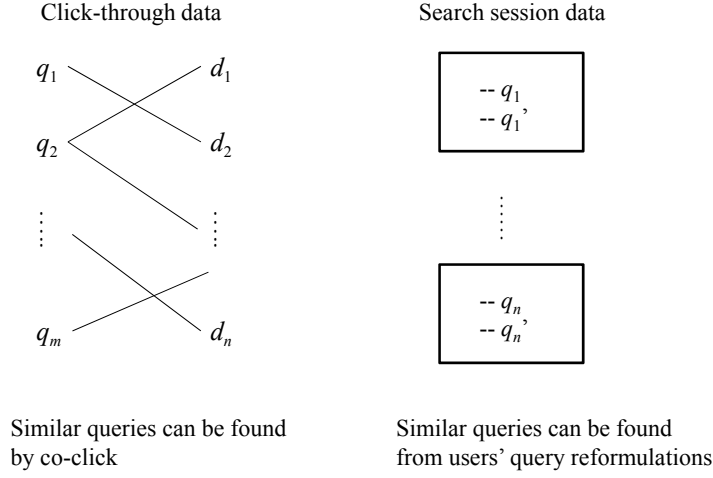 Click-through data
q1
d1
q2
d2
qm
dn
Similar queries can be found
by co-click
Search session data
-- q1
-- q1’
-- qn
-- qn’
Similar queries can be found
from users’ query reformulations